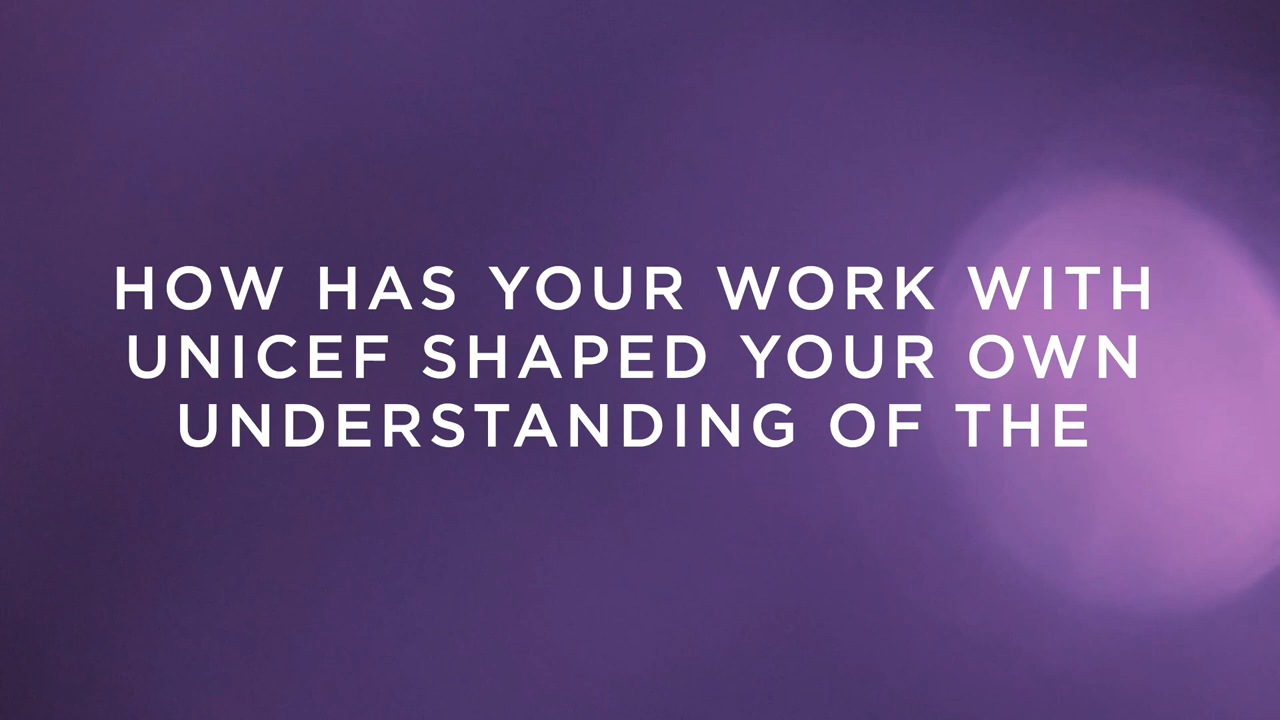 HOW HAS YOUR WORK WITH
UNICEF SHAPED YOUR OWN
UNDERSTANDING OF THE